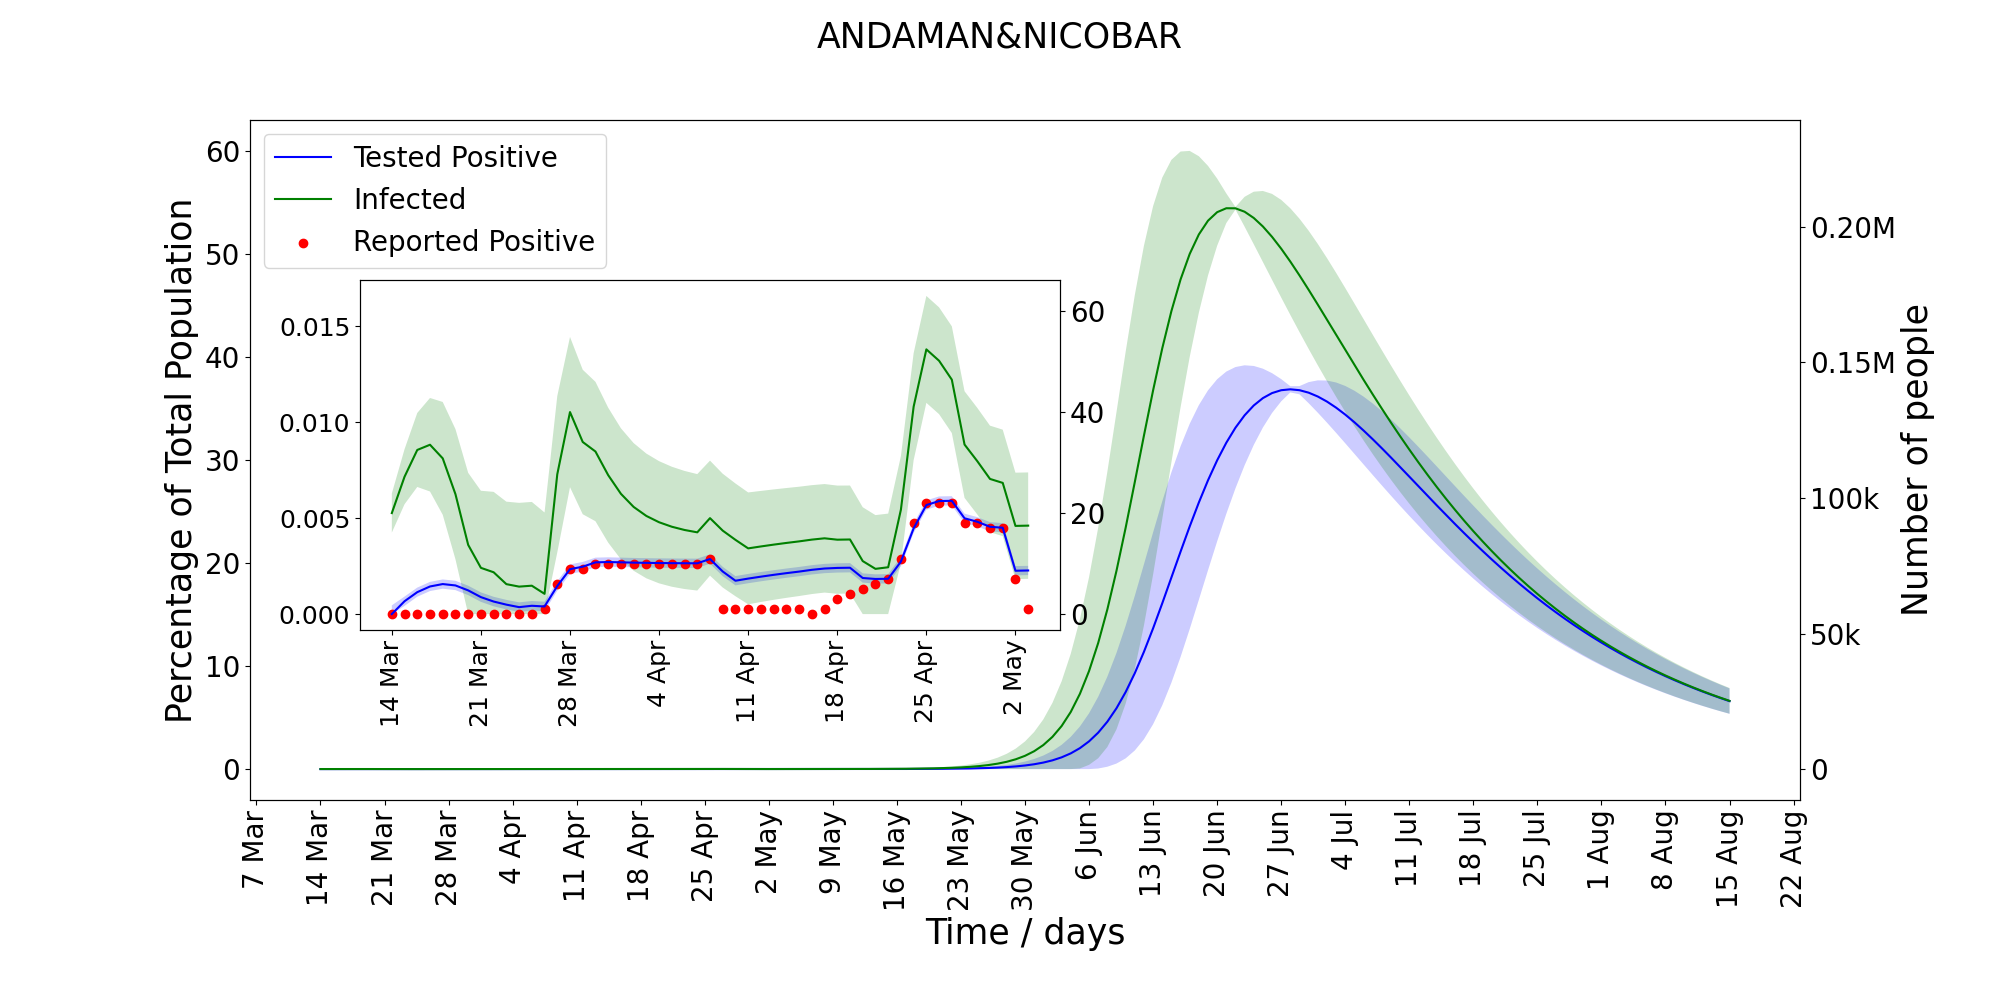 ANDAMAN&NICOBAR
Tested Positive
Infected
Reported Positive
Percentage of Total Population
60
50
40
30
20
10
0
0.20M
0.15M
100k
50k
0
Number of people
0.015
0.010
0.005
0.000
60
40
20
0
14 Mar
21 Mar
28 Mar
4 Apr
11 Apr
18 Apr
25 Apr
2 May
7 Mar
14 Mar
21 Mar
28 Mar
4 Apr
11 Apr
18 Apr
25 Apr
2 May
9 May
16 May
23 May
30 May
6 Jun
13 Jun
20 Jun
27 Jun
4 Jul
11 Jul
18 Jul
25 Jul
1 Aug
8 Aug
15 Aug
22 Aug
Time / days